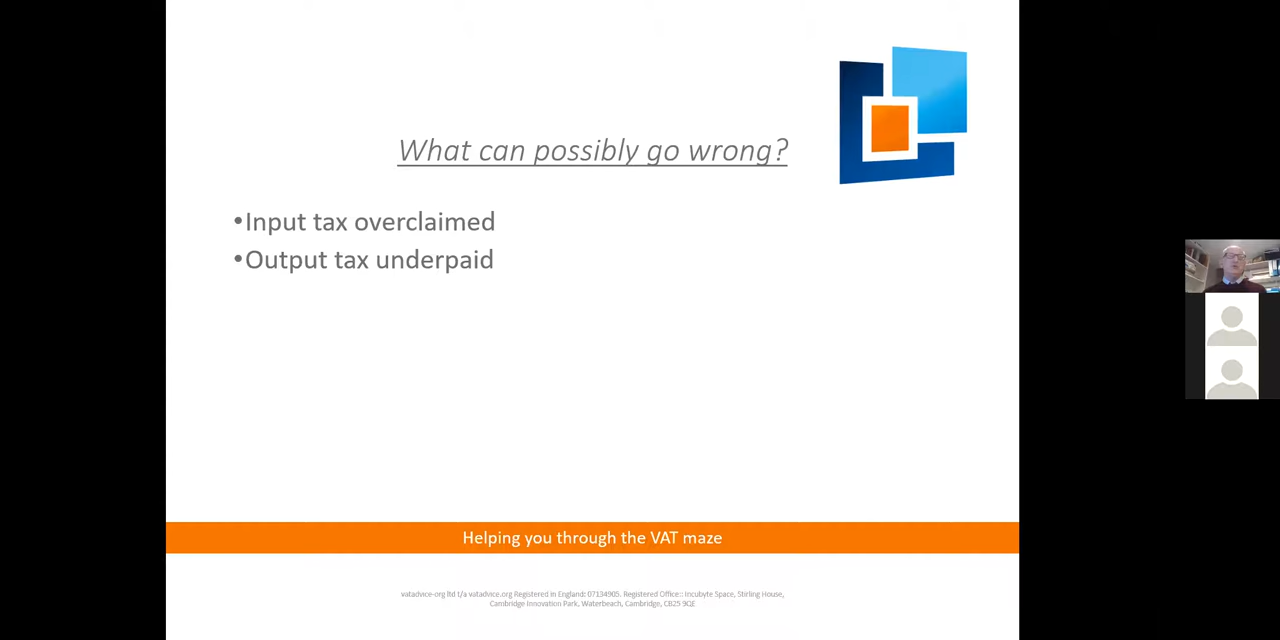 What can possibly go wrong?
•Input tax overclaimed
•Output tax underpaid
Helping you through the VAT maze
vatadvice-org ltd t/a vatadvice.org Registered in England: 07134905. Registered Office:: Incubyte Space, Stirling House,
Cambridge Innovation Park, Waterbeach, Cambridge, CB25 9QE